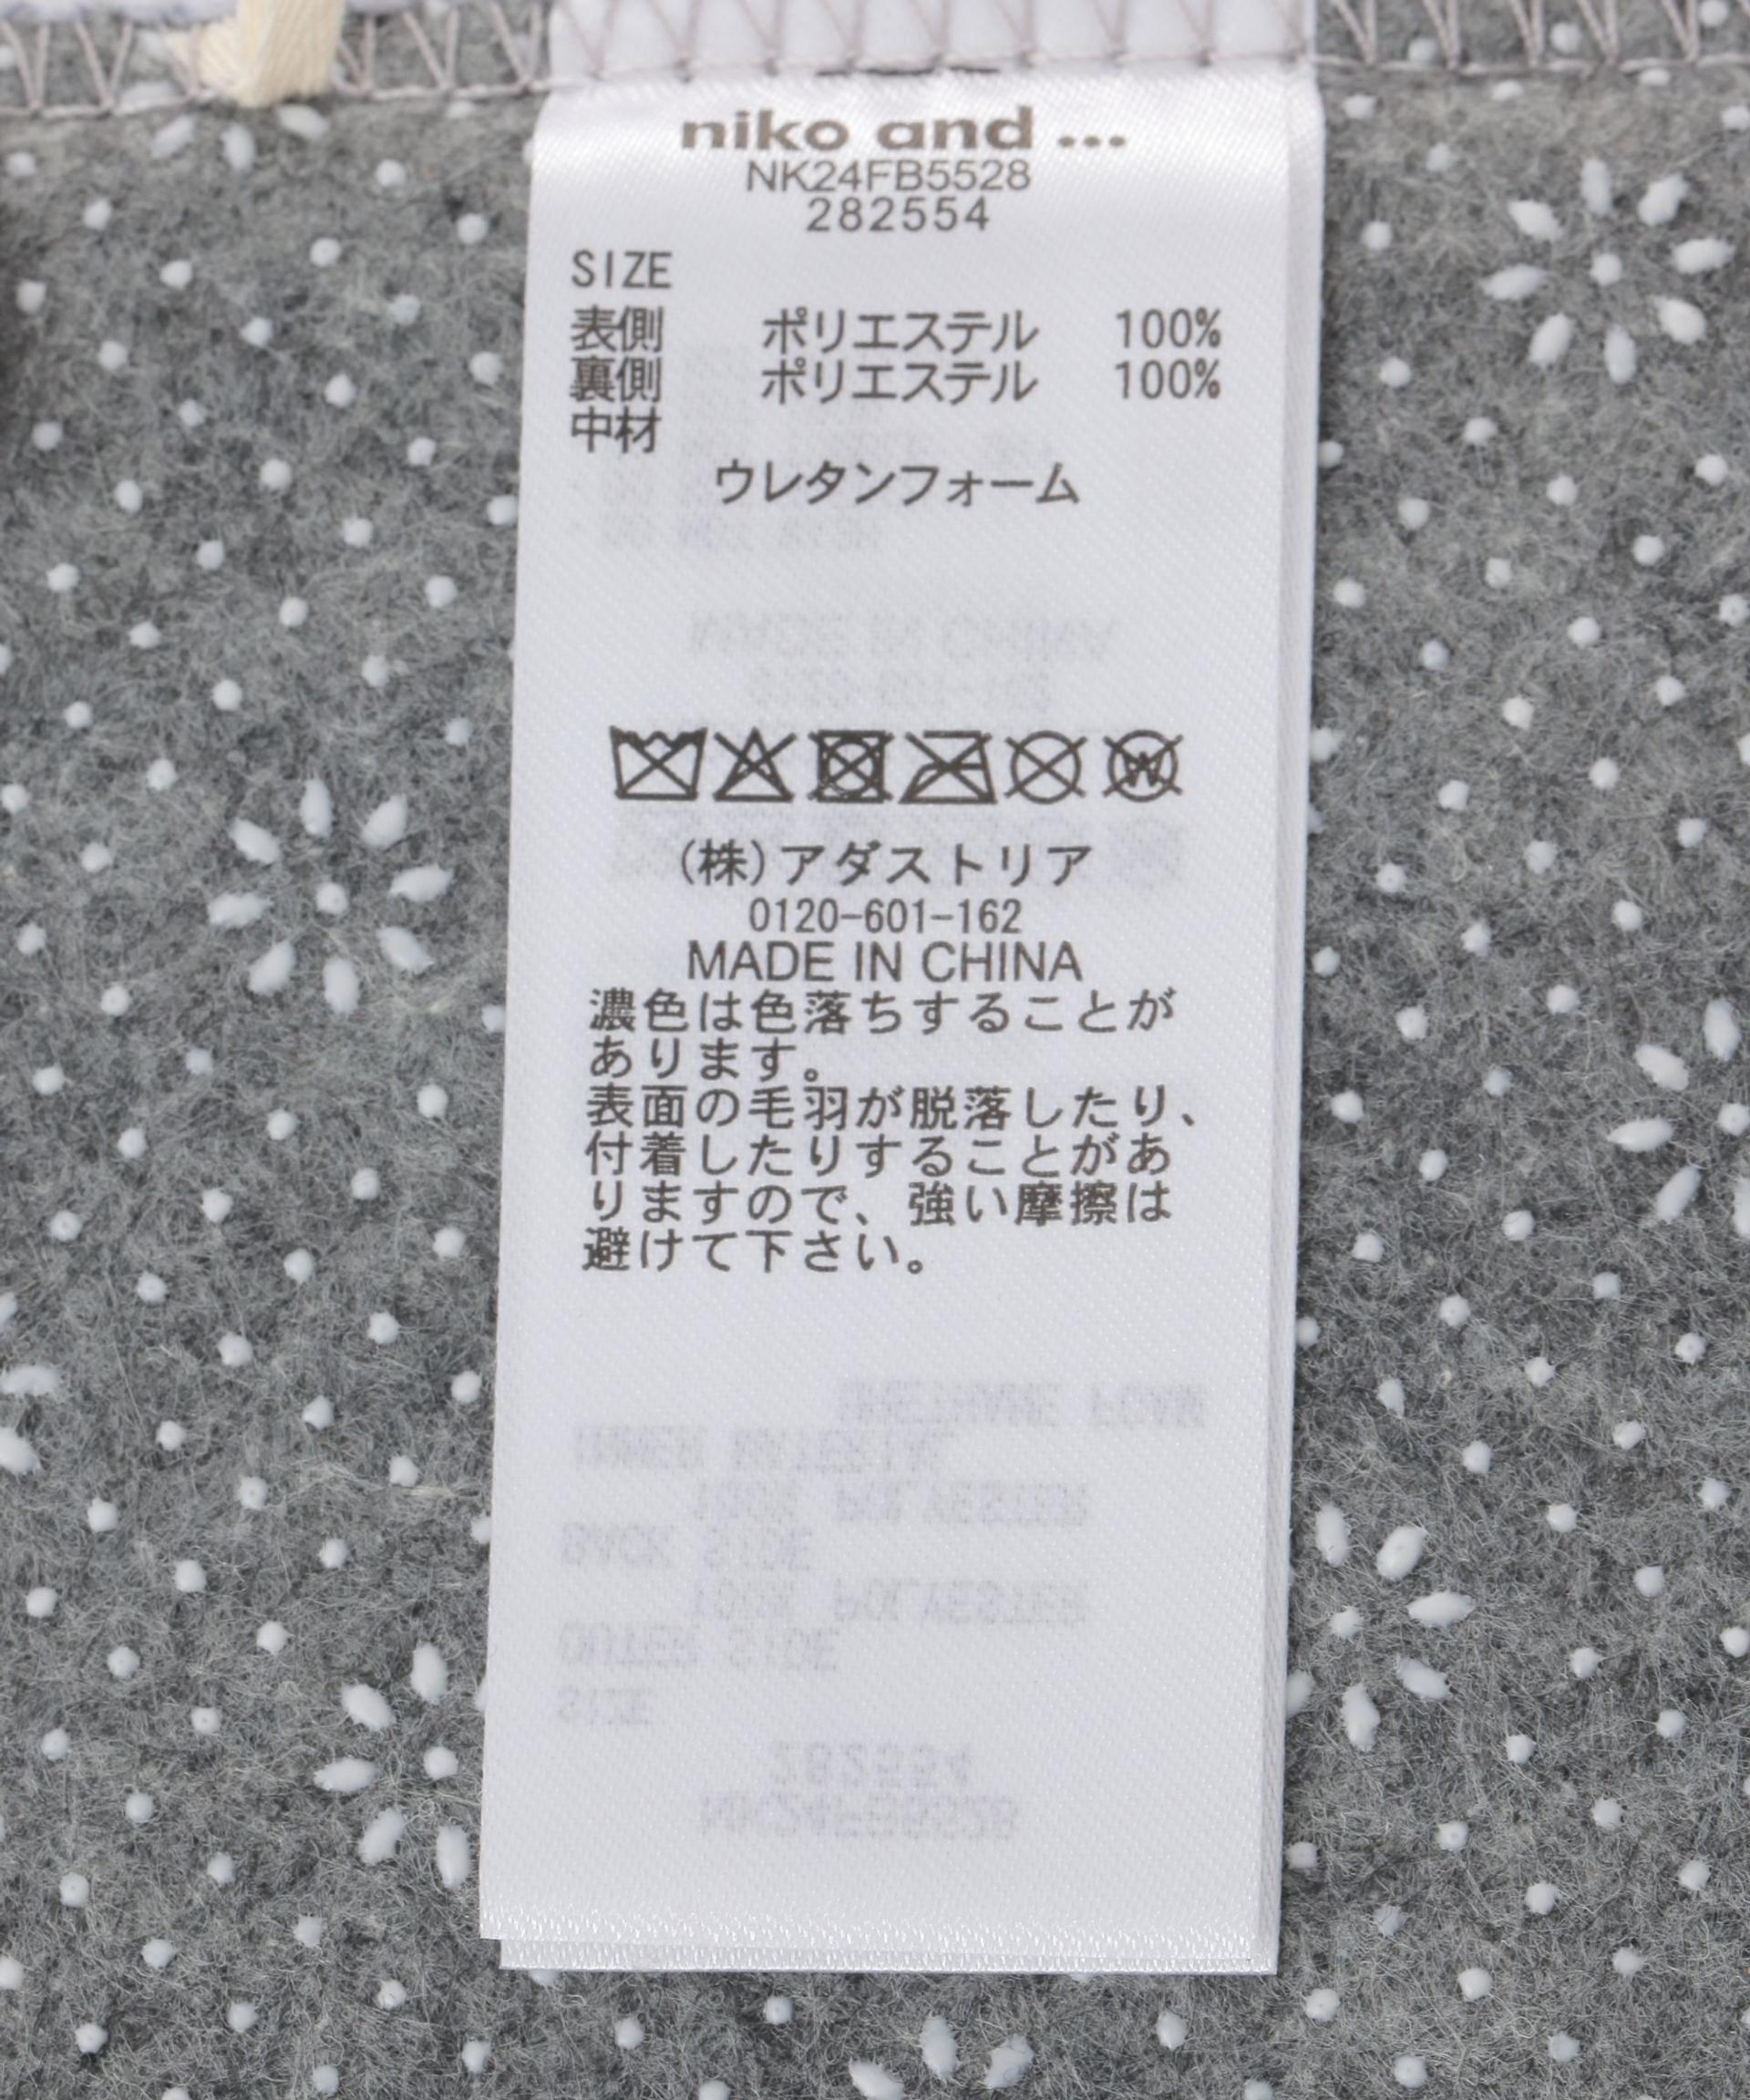 niko and ...
NK24FB5528
282554
SIZE
表側 ポリエステル 100%
裏側 ポリエステル 100%
中材
ウレタンフォーム
(株)アダストリア
0120-601-162
MADE IN CHINA
濃色は色落ちすることが
あります。
表面の毛羽が脱落したり、
付着したりすることがあ
りますので、強い摩擦は
避けて下さい。